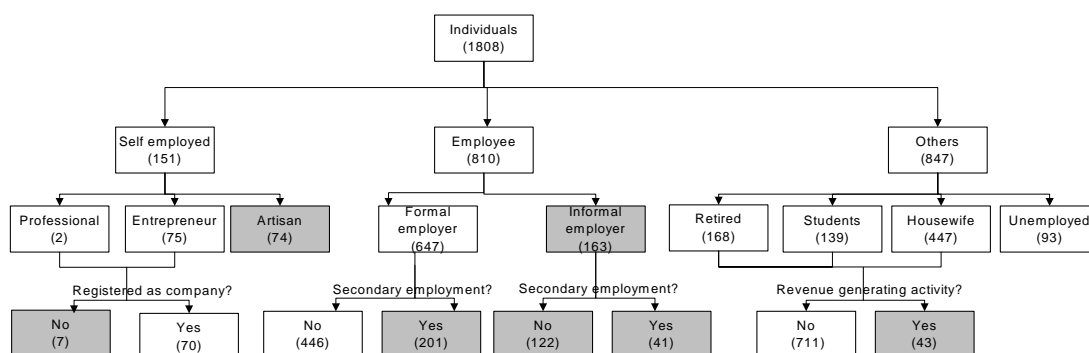 Individuals
(1808)
Self employed
(151)
Employee
(810)
Others
(847)
Professional
(2)
Entrepreneur
(75)
Artisan
(74)
Formal
employer
(647)
Informal
employer
(163)
Retired
(168)
Students
(139)
Housewife
(447)
Unemployed
(93)
Registered as company?
Secondary employment?
Secondary employment?
Revenue generating activity?
No
(7)
Yes
(70)
No
(446)
Yes
(201)
No
(122)
Yes
(41)
No
(711)
Yes
(43)